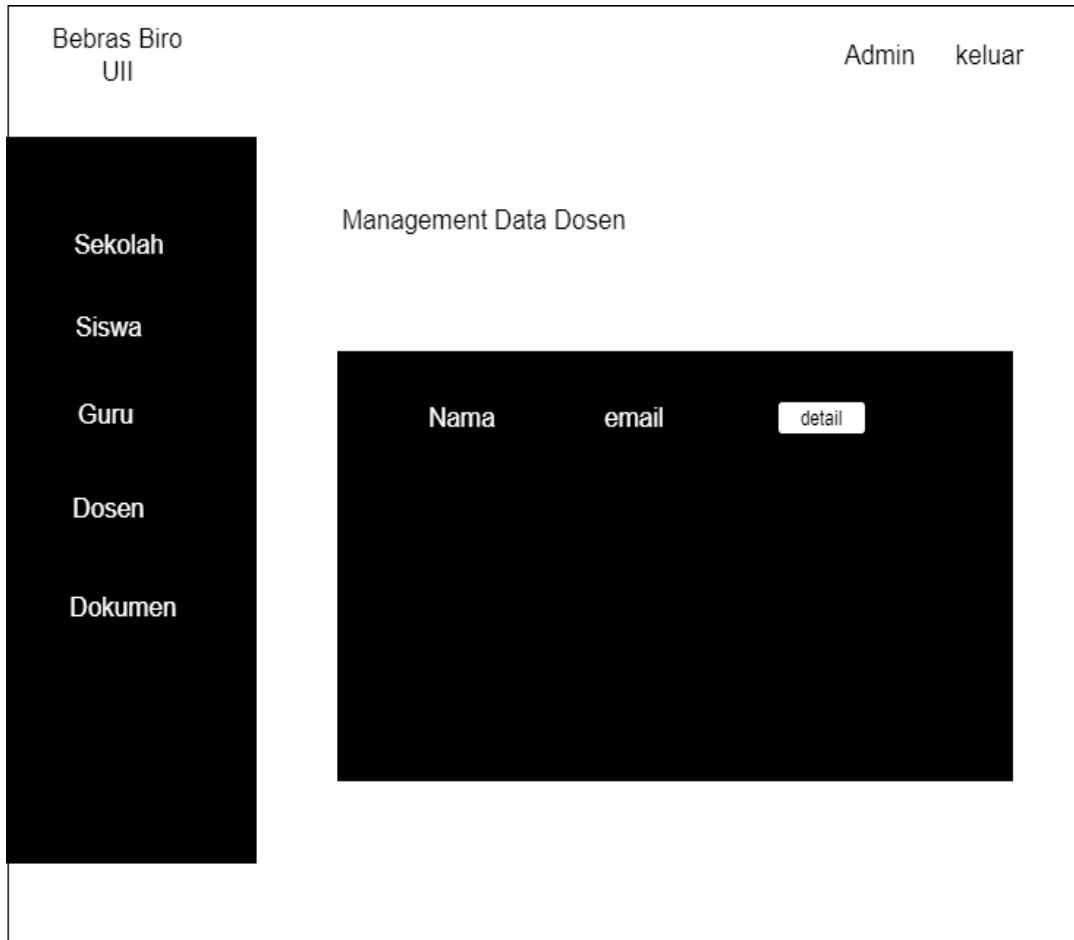 Bebras Biro
UII
Admin keluar
Sekolah
Siswa
Guru
Dosen
Dokumen
Management Data Dosen
Nama email detail